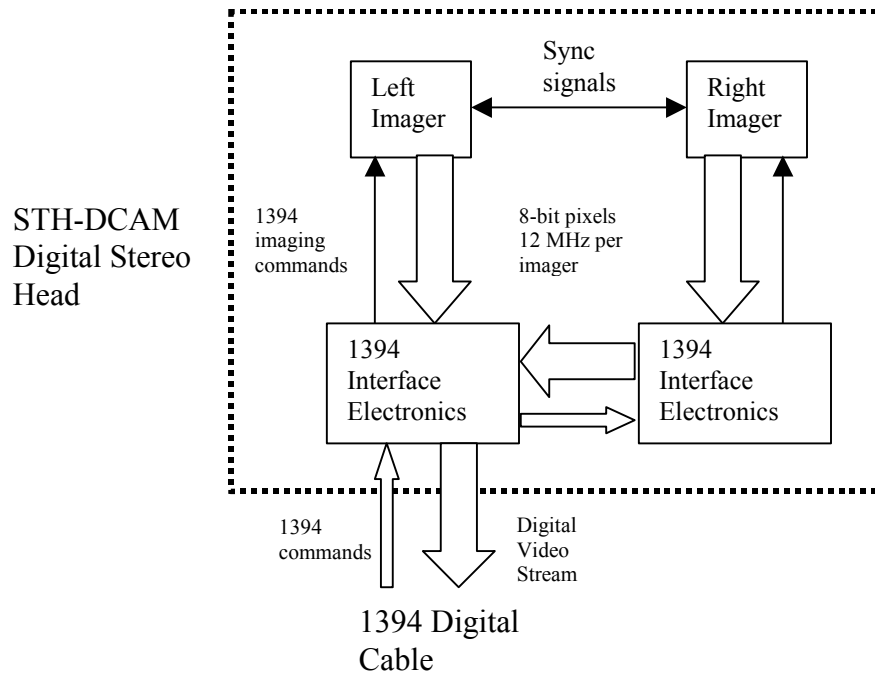 Sync
signals
Left
Imager
Right
Imager
STH-DCAM
Digital Stereo
Head
1394
imaging
commands
8-bit pixels
12 MHz per
imager
1394
Interface
Electronics
1394
Interface
Electronics
1394
commands
Digital
Video
Stream
1394 Digital
Cable